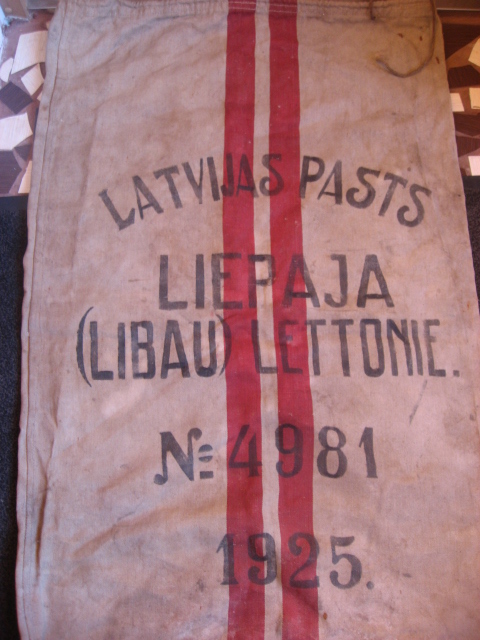 LATVIJAS PASTS
LIEPAJA
(LIBAU) LETTONIE.
№ 4981
1925.